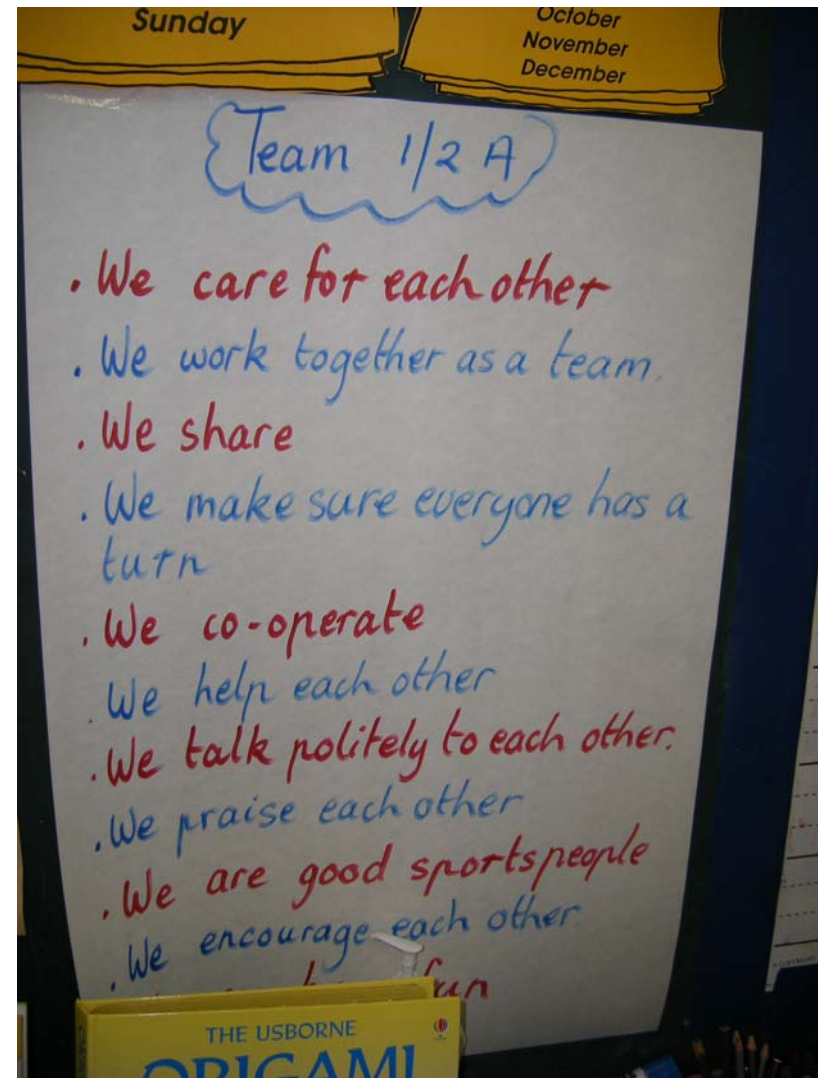 Sunday
October
November
December
Team 1/2 A
. We care for each other
. We work together as a team.
. We share
. We make sure everyone has a
turn
. We co-operate
. We help each other
. We talk politely to each other.
. We praise each other
. We are good sportspeople
. We encourage each other
fun
THE USBORNE
ORIGAMI